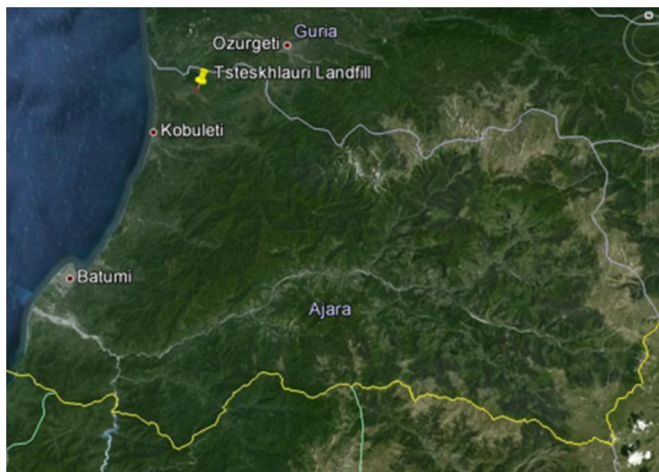 Guria
Ozurgeti
Tsteskhlauri Landfill
Kobuleti
Batumi
Ajara